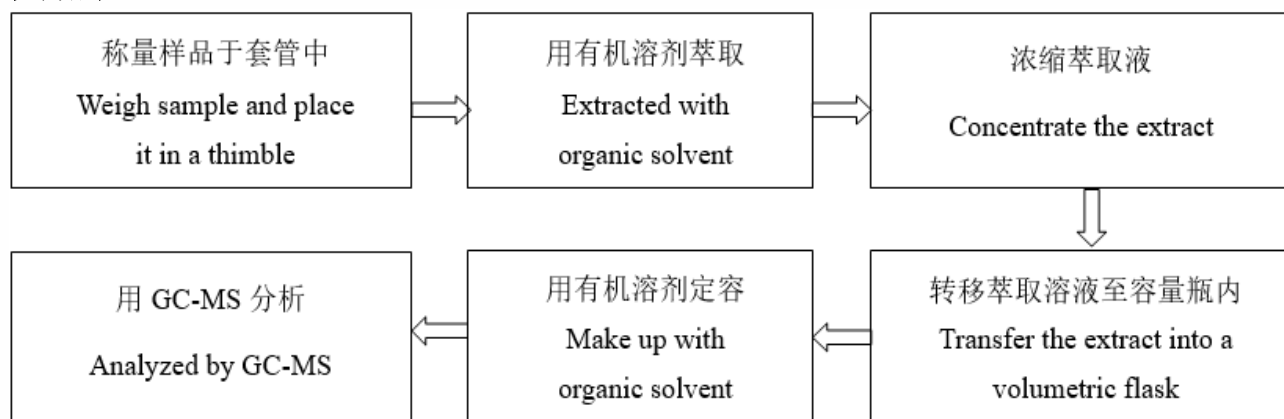 称量样品于套管中
Weigh sample and place
it in a thimble
用有机溶剂萃取
Extracted with
organic solvent
浓缩萃取液
Concentrate the extract
转移萃取溶液至容量瓶内
Transfer the extract into a
volumetric flask
用有机溶剂定容
Make up with
organic solvent
用 GC-MS 分析
Analyzed by GC-MS